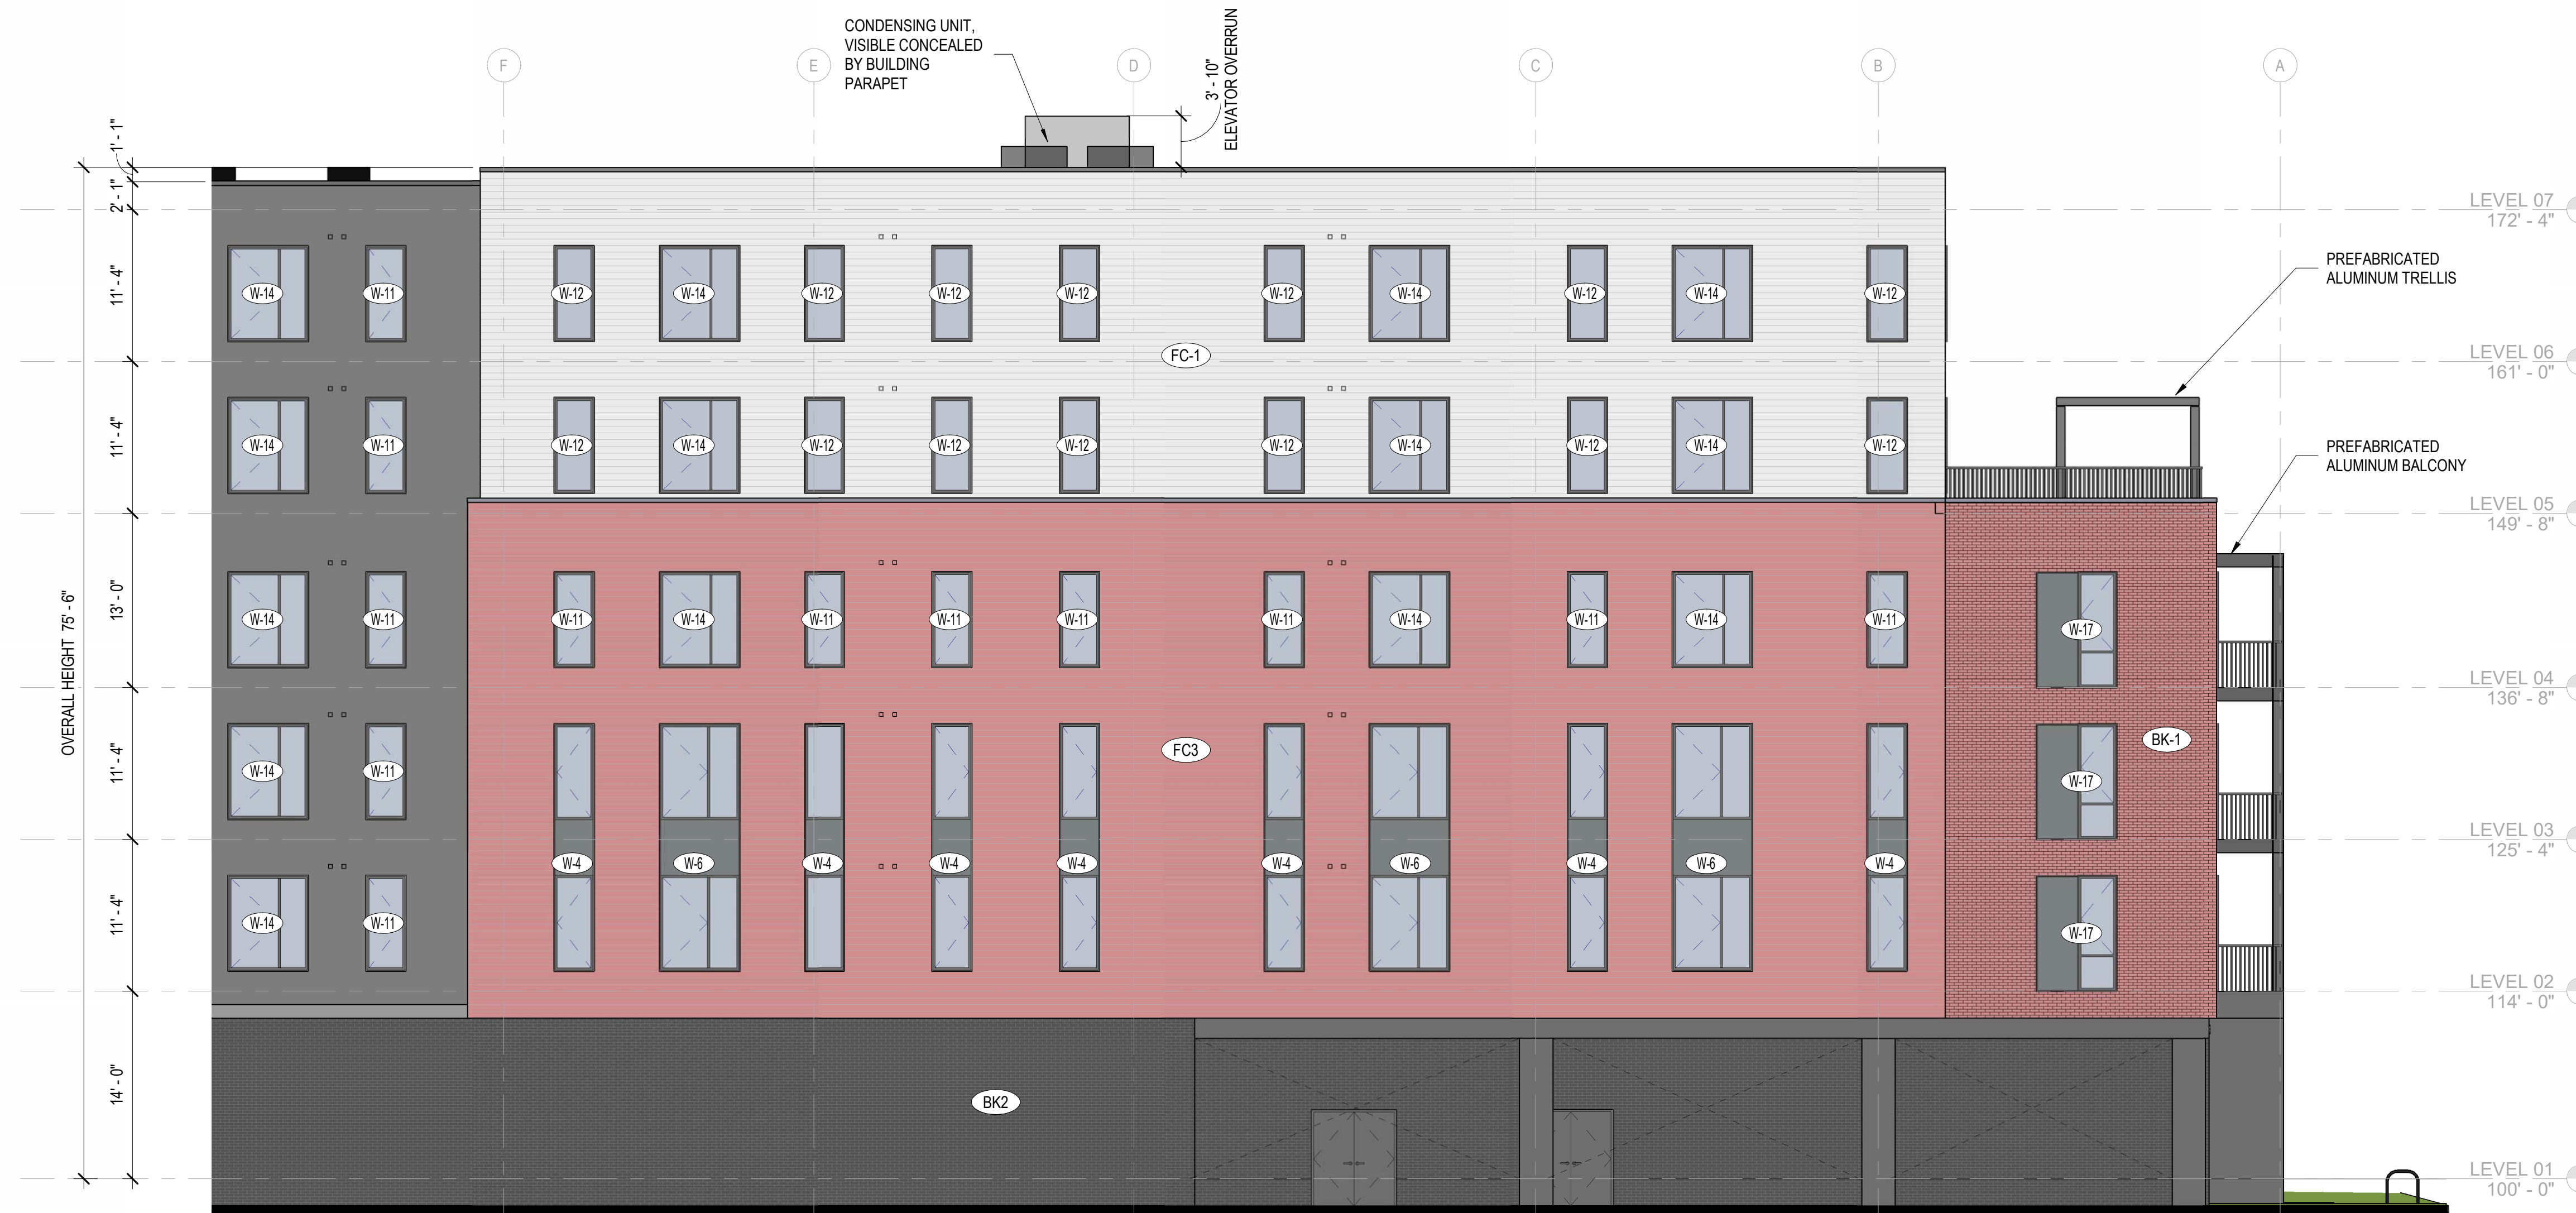 CONDENSING UNIT,
VISIBLE CONCEALED
BY BUILDING
PARAPET
3' - 10"
ELEVATOR OVERRUN
F
E
D
C
B
A
1' - 1"
2' - 1"
11' - 4"
11' - 4"
13' - 0"
11' - 4"
11' - 4"
14' - 0"
OVERALL HEIGHT 75' - 6"
LEVEL 07
172' - 4"
W-14 W-11 W-12 W-14 W-12 W-12 W-12 W-12 W-14 W-12 W-14 W-12
PREFABRICATED
ALUMINUM TRELLIS
FC-1
LEVEL 06
161' - 0"
W-14 W-11 W-12 W-14 W-12 W-12 W-12 W-12 W-14 W-12 W-14 W-12
PREFABRICATED
ALUMINUM BALCONY
LEVEL 05
149' - 8"
W-14 W-11 W-11 W-14 W-11 W-11 W-11 W-11 W-14 W-11 W-14 W-11 W-17
LEVEL 04
136' - 8"
FC3
BK-1
W-14 W-11 W-17
LEVEL 03
125' - 4"
W-4 W-6 W-4 W-4 W-4 W-4 W-6 W-4 W-6 W-4
W-14 W-11 W-17
LEVEL 02
114' - 0"
BK2
LEVEL 01
100' - 0"